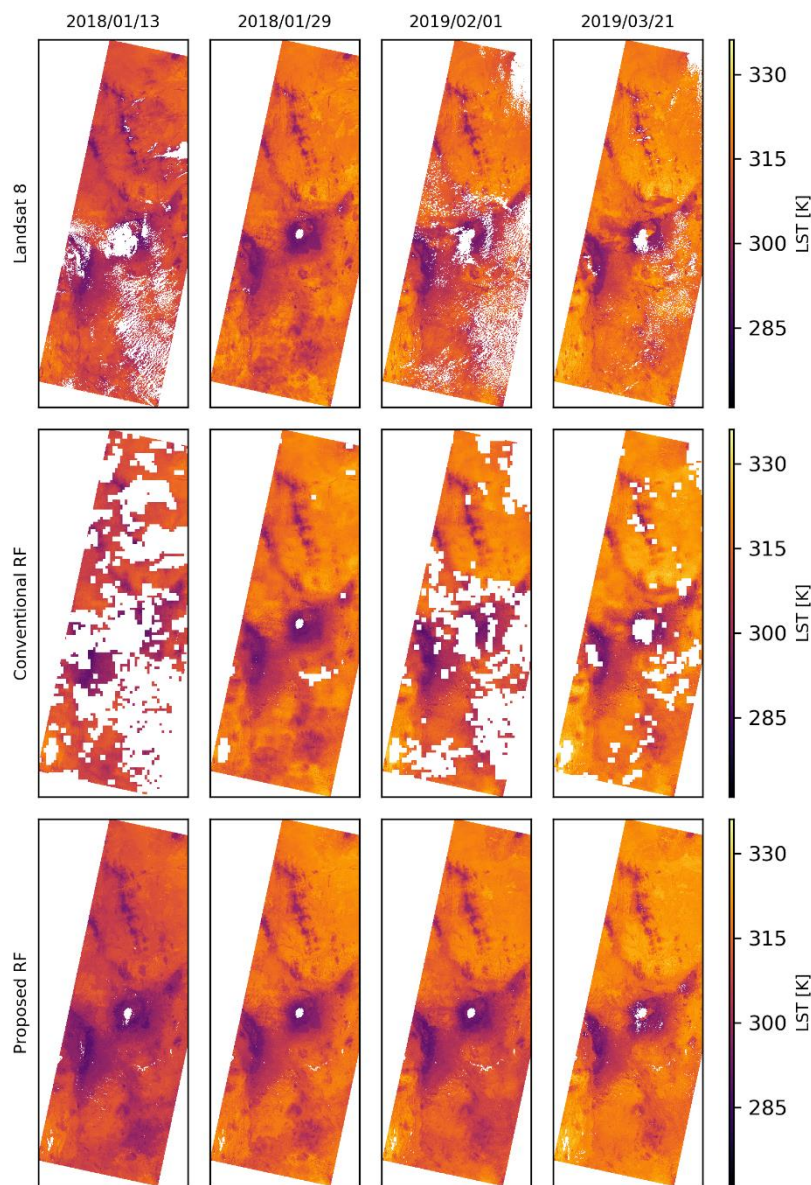 2018/01/13 2018/01/29 2019/02/01 2019/03/21
Landsat 8
330
315
300
285
LST [K]
Conventional RF
330
315
300
285
LST [K]
Proposed RF
330
315
300
285
LST [K]